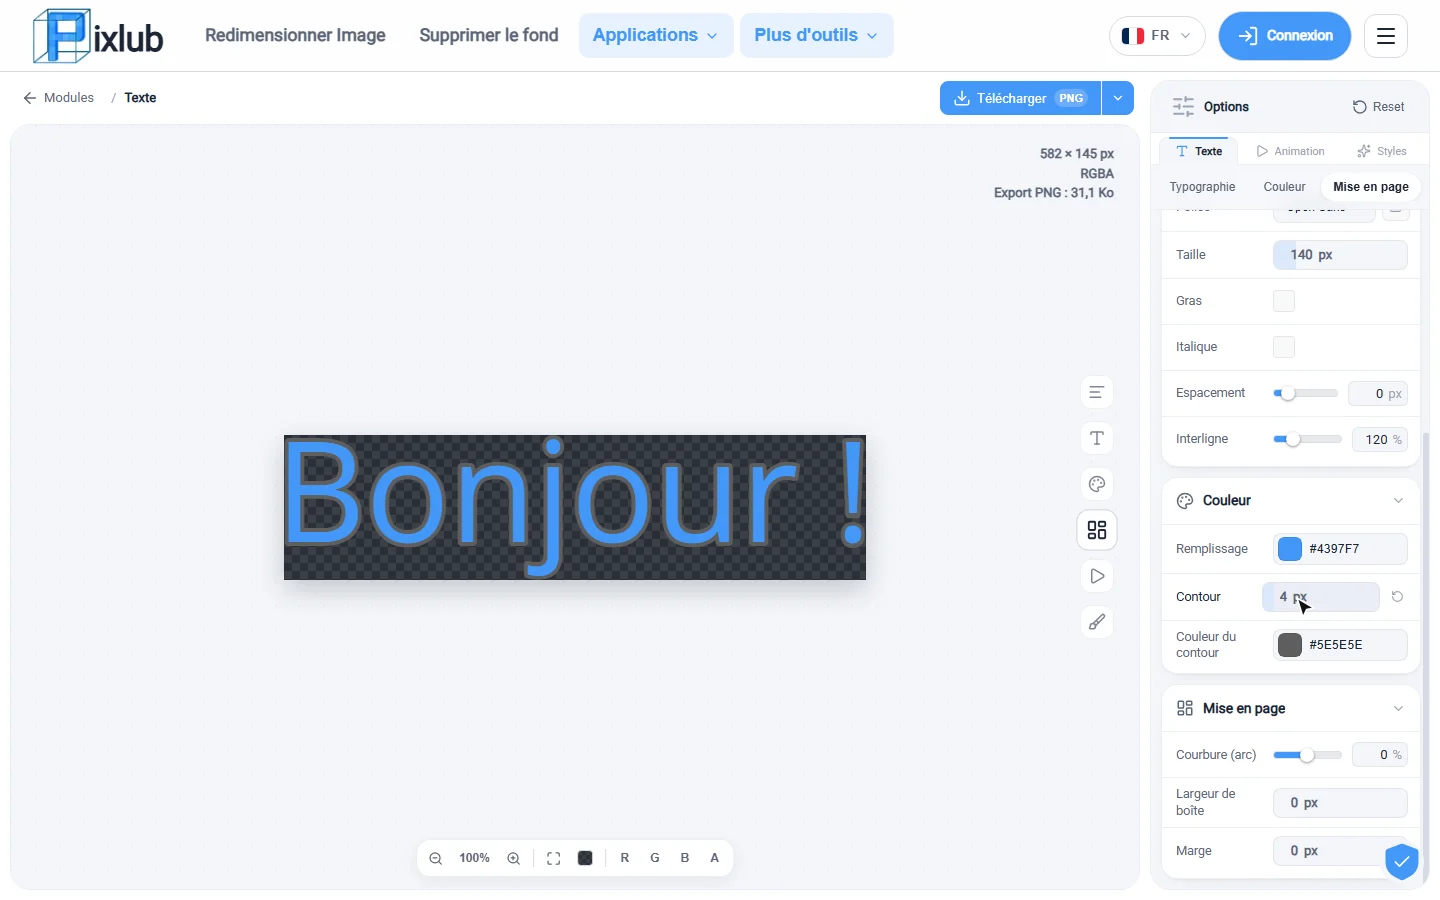 Pixlub
Redimensionner Image
Supprimer le fond
Applications
Plus d'outils
FR
Connexion
Modules / Texte
Télécharger PNG
Options
Reset
582 × 145 px
RGBA
Export PNG : 31,1 Ko
Texte
Animation
Styles
Typographie
Couleur
Mise en page
Taille
140 px
Gras
Italique
Espacement
0 px
Interligne
120 %
Bonjour !
Couleur
Remplissage
#4397F7
Contour
4 px
Couleur du
contour
#5E5E5E
Mise en page
Courbure (arc)
0 %
Largeur de
boîte
0 px
Marge
0 px
100%
R
G
B
A